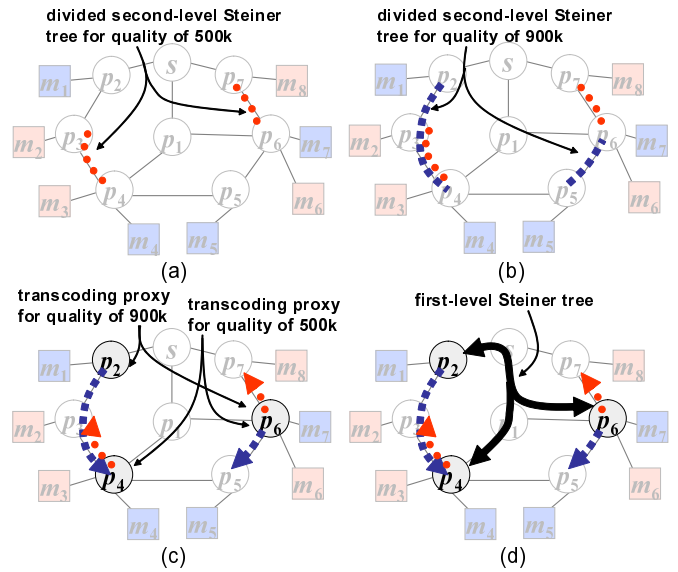 divided second-level Steiner
tree for quality of 500k
s
p2
p7
m1
m8
p3
p1
p6
m2
m7
p4
p5
m3
m6
m4
m5
(a)
divided second-level Steiner
tree for quality of 900k
s
p2
p7
m1
m8
p1
p6
m2
m7
p4
p5
m3
m6
m4
m5
(b)
transcoding proxy
for quality of 900k
transcoding proxy
for quality of 500k
s
p2
p7
m1
m8
p1
p6
m2
m7
p4
p5
m3
m6
m4
m5
(c)
first-level Steiner tree
s
p2
p7
m1
m8
p1
p6
m2
m7
p4
p5
m3
m6
m4
m5
(d)